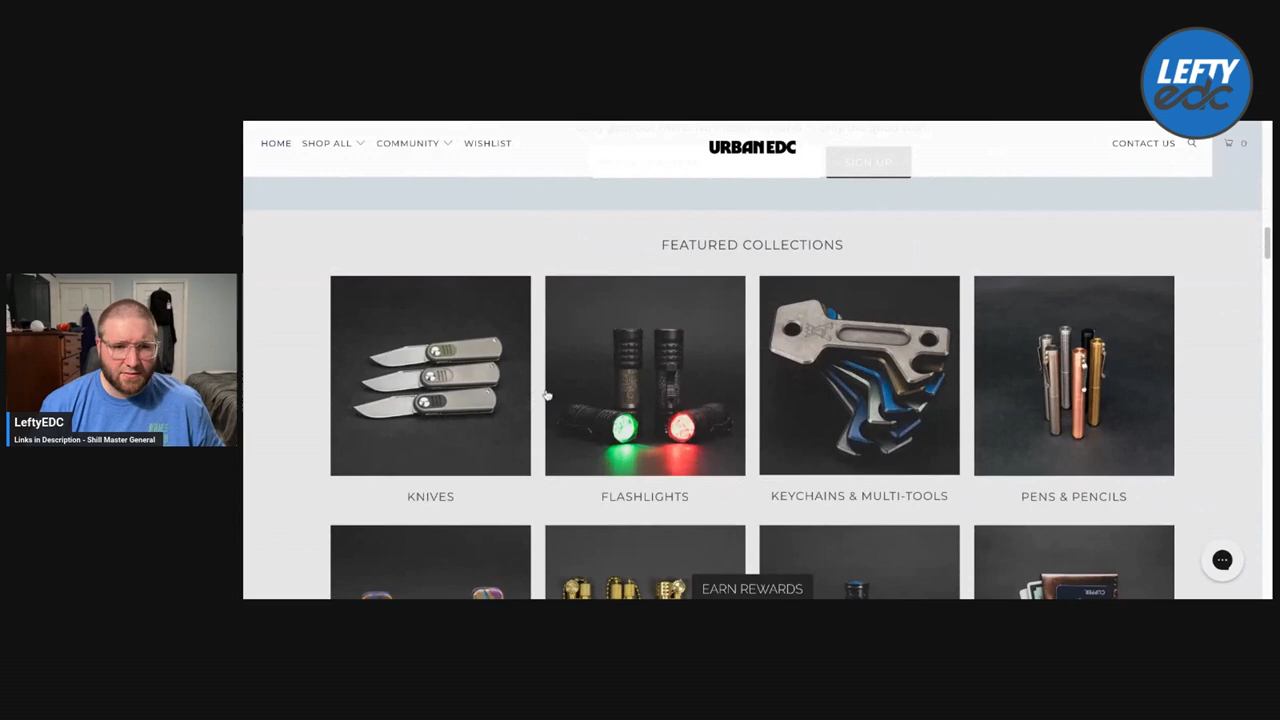 LEFTY
edc
HOME SHOP ALL COMMUNITY WISHLIST
URBAN EDC
CONTACT US 0
SIGN UP
FEATURED COLLECTIONS
KNIVES
FLASHLIGHTS
KEYCHAINS & MULTI-TOOLS
PENS & PENCILS
LeftyEDC
Links in Description - Shill Master General
EARN REWARDS